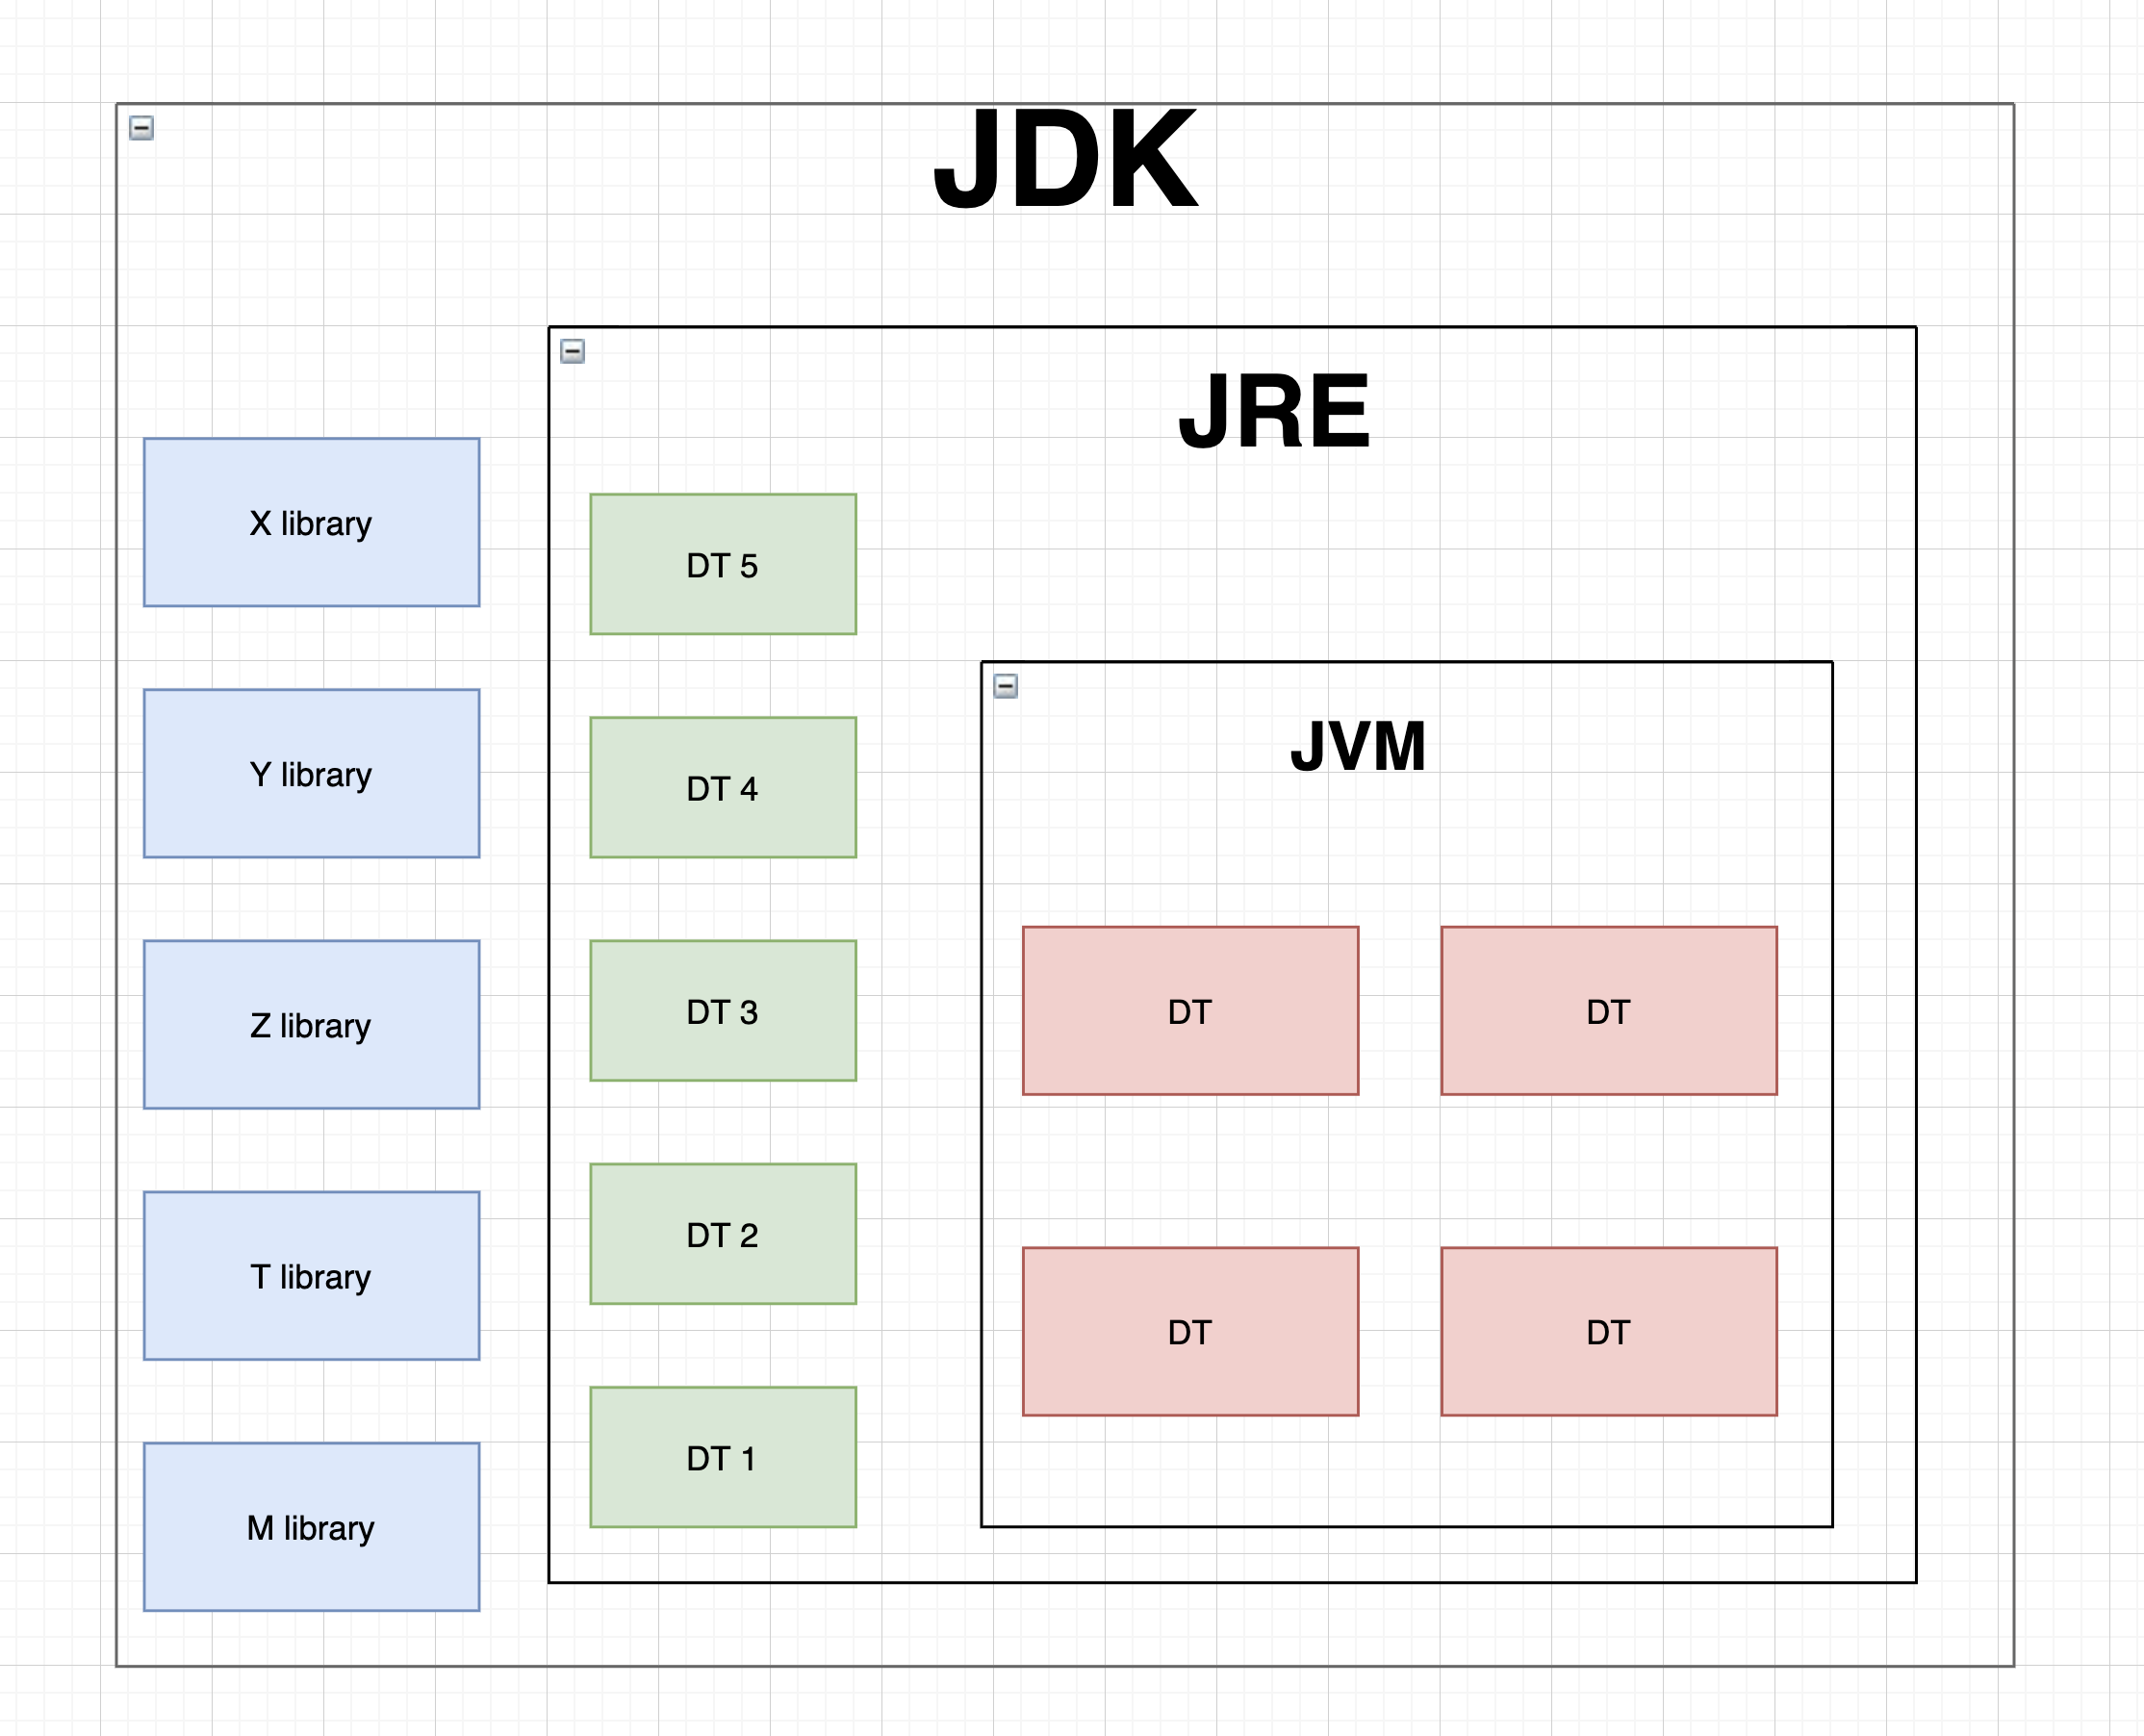 JDK
JRE
X library
DT 5
JVM
Y library
DT 4
Z library
DT 3
DT
DT
T library
DT 2
DT
DT
M library
DT 1